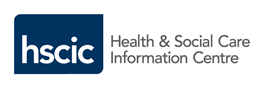 hscic
Health & Social Care
Information Centre